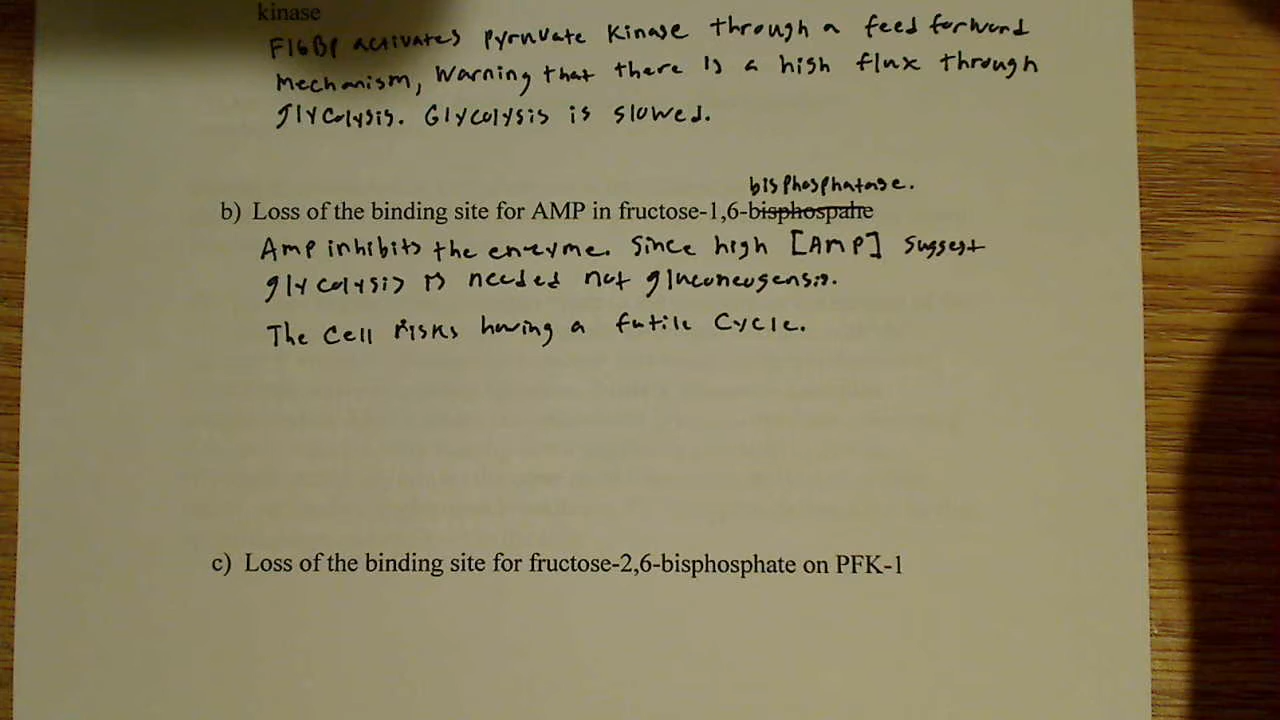 kinase
F16BP activates pyruvate kinase through a feed forward
Mechanism, warning that there is a high flux through
glycolysis. Glycolysis is slowed.
bisphosphatase.
b) Loss of the binding site for AMP in fructose-1,6-bisphospahe
Amp inhibits the enzyme. Since high [AMP] suggest
glycolysis is needed not gluconeogensis.
The cell risks having a futile cycle.
c) Loss of the binding site for fructose-2,6-bisphosphate on PFK-1